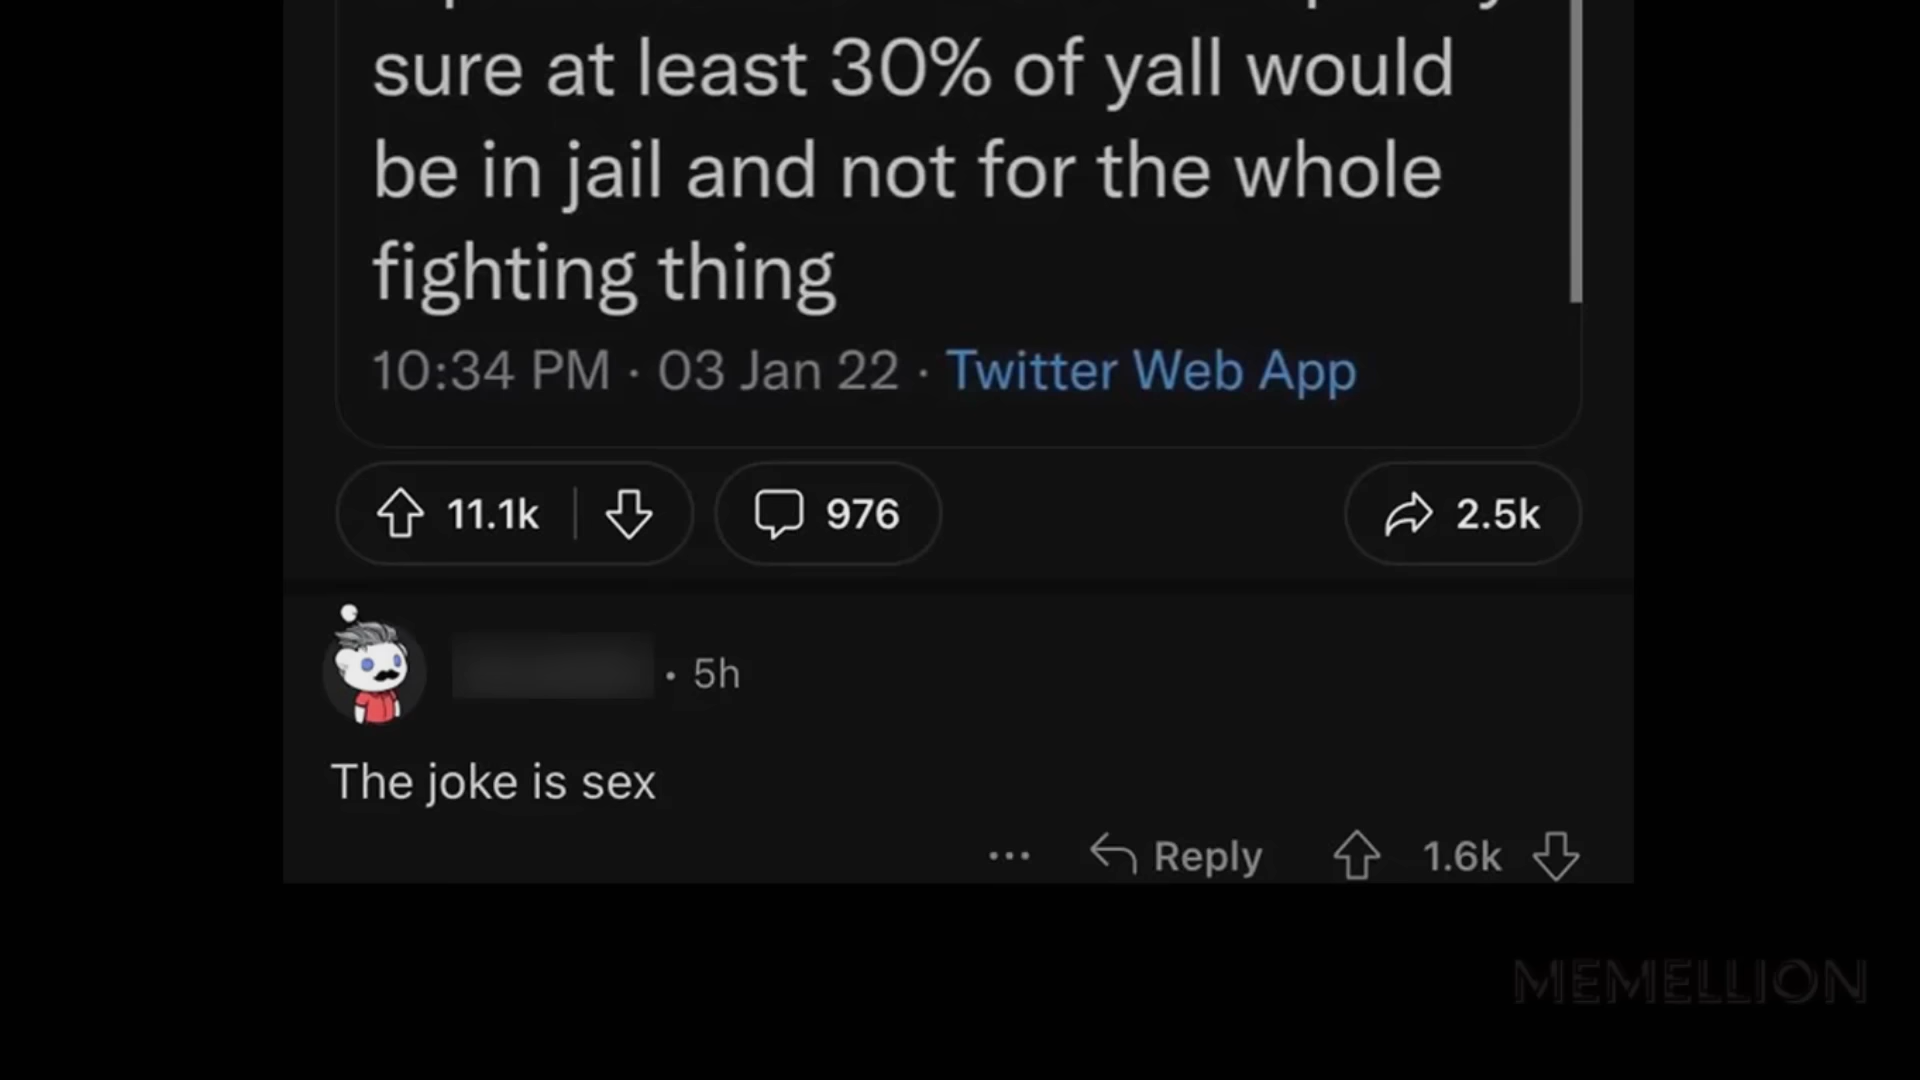 sure at least 30% of yall would
be in jail and not for the whole
fighting thing
10:34 PM · 03 Jan 22 · Twitter Web App
11.1k 976 2.5k
· 5h
The joke is sex
... Reply 1.6k
MEMELLION